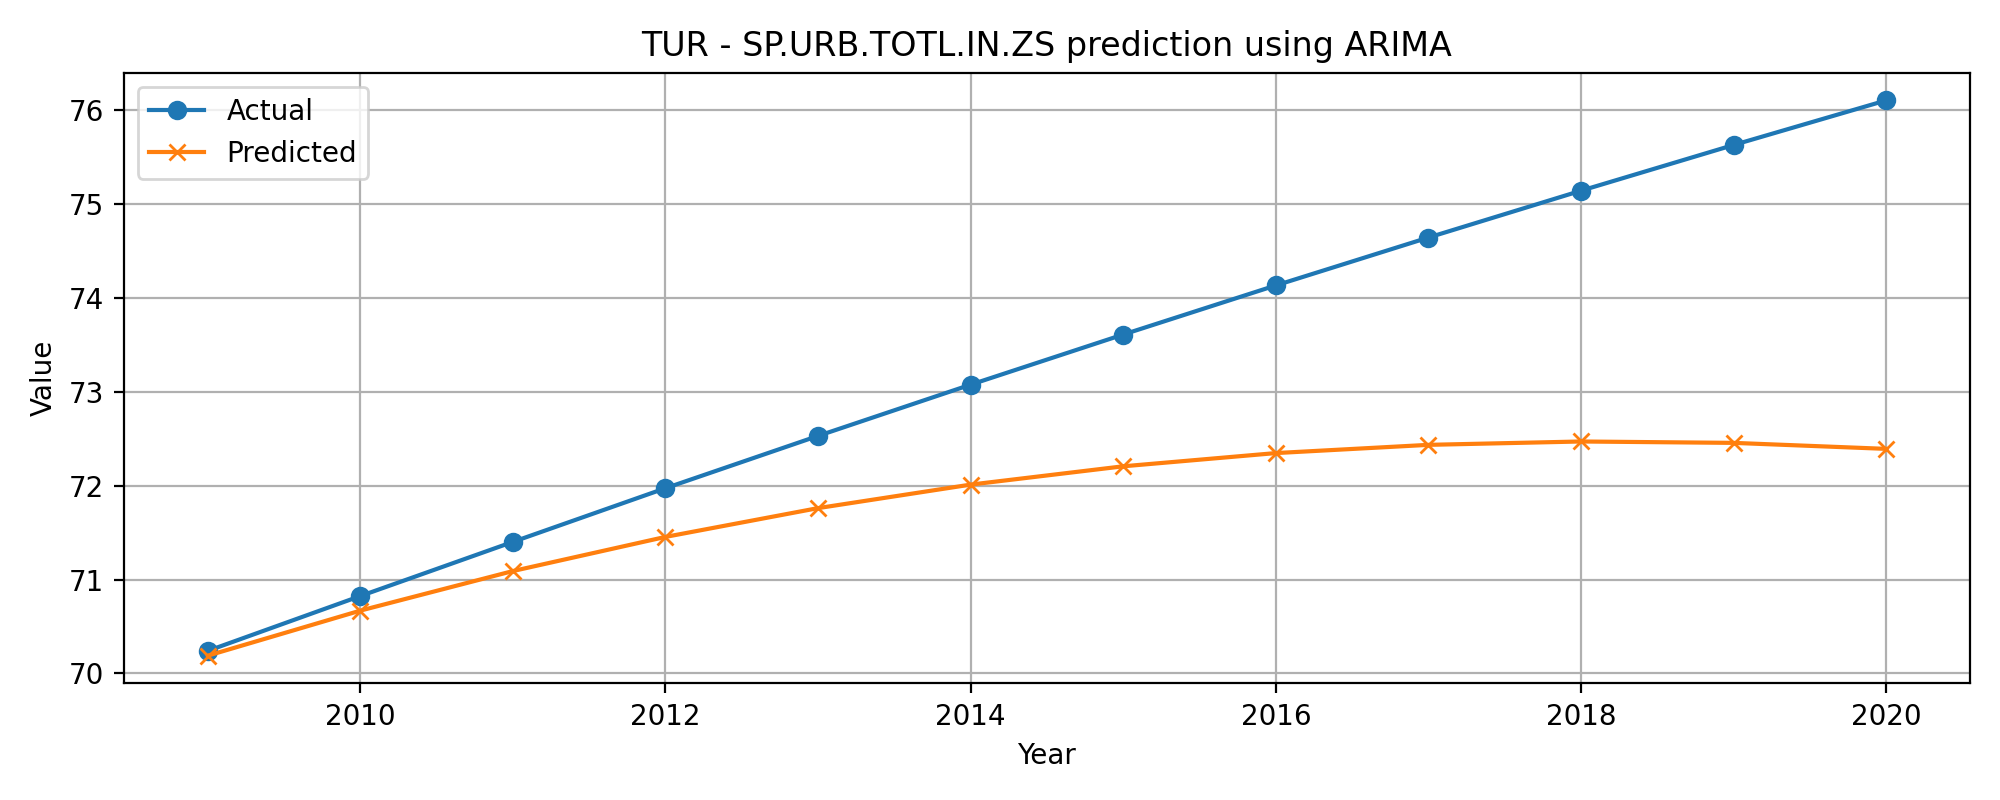 TUR - SP.URB.TOTL.IN.ZS prediction using ARIMA
Actual
Predicted
76
75
74
73
72
71
70
Value
2010 2012 2014 2016 2018 2020
Year